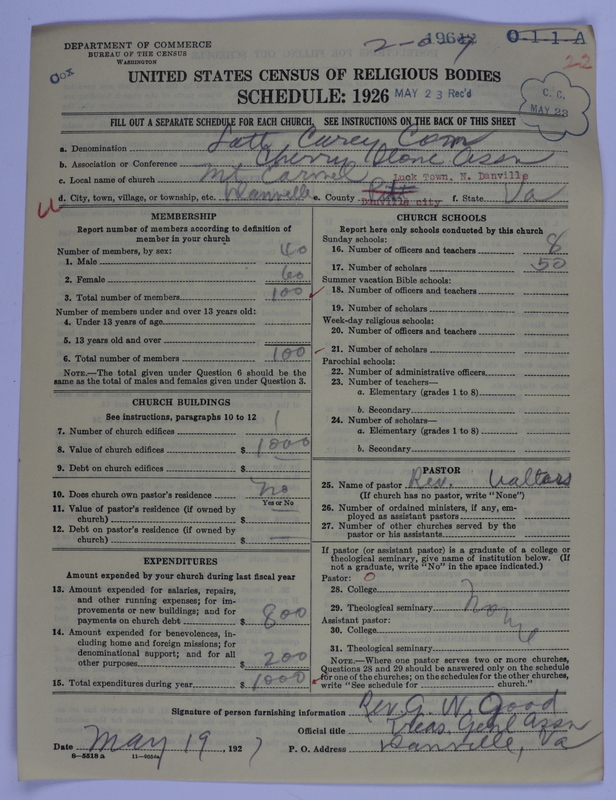 DEPARTMENT OF COMMERCE
BUREAU OF THE CENSUS
WASHINGTON
Cox
19642
0-1-1-A
22
UNITED STATES CENSUS OF RELIGIOUS BODIES
SCHEDULE: 1926
MAY 23 Rec'd
C. C.
MAY 23
FILL OUT A SEPARATE SCHEDULE FOR EACH CHURCH. SEE INSTRUCTIONS ON THE BACK OF THIS SHEET
a. Denomination Lott Carey Com
b. Association or Conference Cherry Stone Assn
c. Local name of church Mt Carmel Luck Town, N. Danville
d. City, town, village, or township, etc. Danville e. County Danville city f. State Va
MEMBERSHIP
Report number of members according to definition of member in your church
Number of members, by sex:
1. Male 40
2. Female 60
3. Total number of members 100
Number of members under and over 13 years old:
4. Under 13 years of age
5. 13 years old and over
6. Total number of members 100
NOTE.—The total given under Question 6 should be the same as the total of males and females given under Question 3.
CHURCH BUILDINGS
See instructions, paragraphs 10 to 12
7. Number of church edifices 1
8. Value of church edifices $ 1000
9. Debt on church edifices $
10. Does church own pastor's residence No
Yes or No
11. Value of pastor's residence (if owned by church) $
12. Debt on pastor's residence (if owned by church) $
EXPENDITURES
Amount expended by your church during last fiscal year
13. Amount expended for salaries, repairs, and other running expenses; for improvements or new buildings; and for payments on church debt $ 800
14. Amount expended for benevolences, including home and foreign missions; for denominational support; and for all other purposes $ 200
15. Total expenditures during year $ 1000
CHURCH SCHOOLS
Report here only schools conducted by this church
Sunday schools:
16. Number of officers and teachers 8
17. Number of scholars 50
Summer vacation Bible schools:
18. Number of officers and teachers
19. Number of scholars
Week-day religious schools:
20. Number of officers and teachers
21. Number of scholars
Parochial schools:
22. Number of administrative officers
23. Number of teachers—
a. Elementary (grades 1 to 8)
b. Secondary
24. Number of scholars—
a. Elementary (grades 1 to 8)
b. Secondary
PASTOR
25. Name of pastor Rev. Valtars
(If church has no pastor, write "None")
26. Number of ordained ministers, if any, employed as assistant pastors
27. Number of other churches served by the pastor or his assistants
If pastor (or assistant pastor) is a graduate of a college or theological seminary, give name of institution below. (If not a graduate, write "No" in the space indicated.)
Pastor: 0
28. College
29. Theological seminary None
Assistant pastor:
30. College
31. Theological seminary
NOTE.—Where one pastor serves two or more churches, Questions 28 and 29 should be answered only on the schedule for one of the churches; on the schedules for the other churches, write "See schedule for church."
Signature of person furnishing information Rev. G. W. Good
Official title Treas. Genl Assn
Date May 19, 1927 P. O. Address Danville, Va
8—5518 a